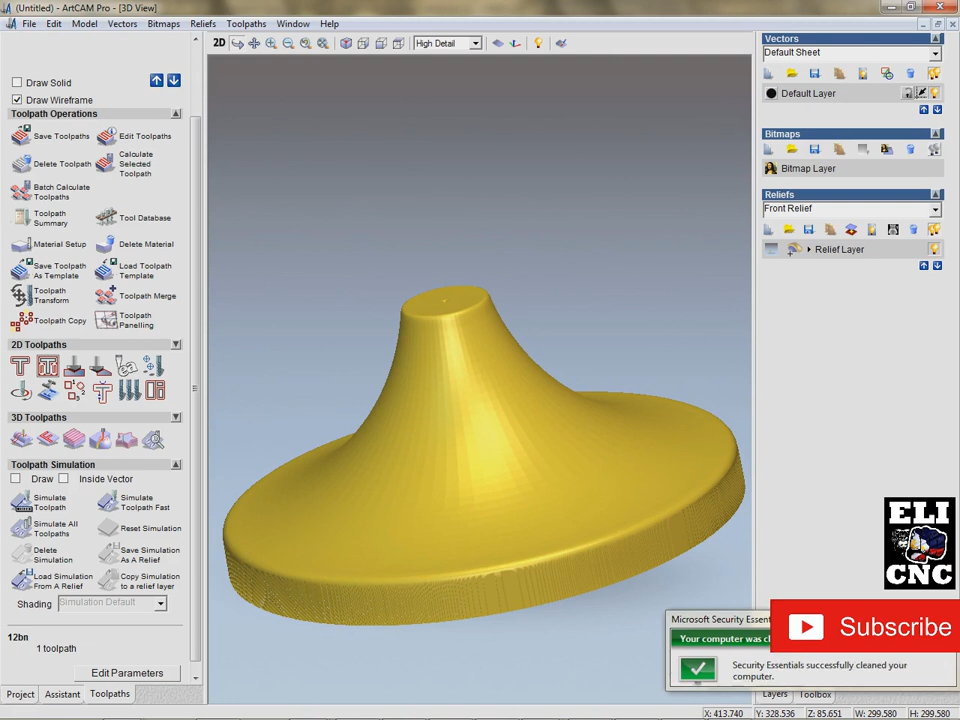 (Untitled) - ArtCAM Pro - [3D View]
File Edit Model Vectors Bitmaps Reliefs Toolpaths Window Help
2D High Detail
Draw Solid
Draw Wireframe
Toolpath Operations
Save Toolpaths Edit Toolpaths
Delete Toolpath Calculate Selected Toolpath
Batch Calculate Toolpaths
Toolpath Summary Tool Database
Material Setup Delete Material
Save Toolpath As Template Load Toolpath Template
Toolpath Transform Toolpath Merge
Toolpath Copy Toolpath Panelling
2D Toolpaths
3D Toolpaths
Toolpath Simulation
Draw Inside Vector
Simulate Toolpath Simulate Toolpath Fast
Simulate All Toolpaths Reset Simulation
Delete Simulation Save Simulation As A Relief
Load Simulation From A Relief Copy Simulation to a relief layer
Shading Simulation Default
12bn
1 toolpath
Edit Parameters
Project Assistant Toolpaths
Vectors
Default Sheet
Default Layer
Bitmaps
Bitmap Layer
Reliefs
Front Relief
Relief Layer
ELI
CNC
Microsoft Security
Your computer was
Subscribe
Security Essentials successfully cleaned your
computer.
Layers Toolbox
X: 413.740 Y: 328.536 Z: 85.651 W: 299.580 H: 299.580